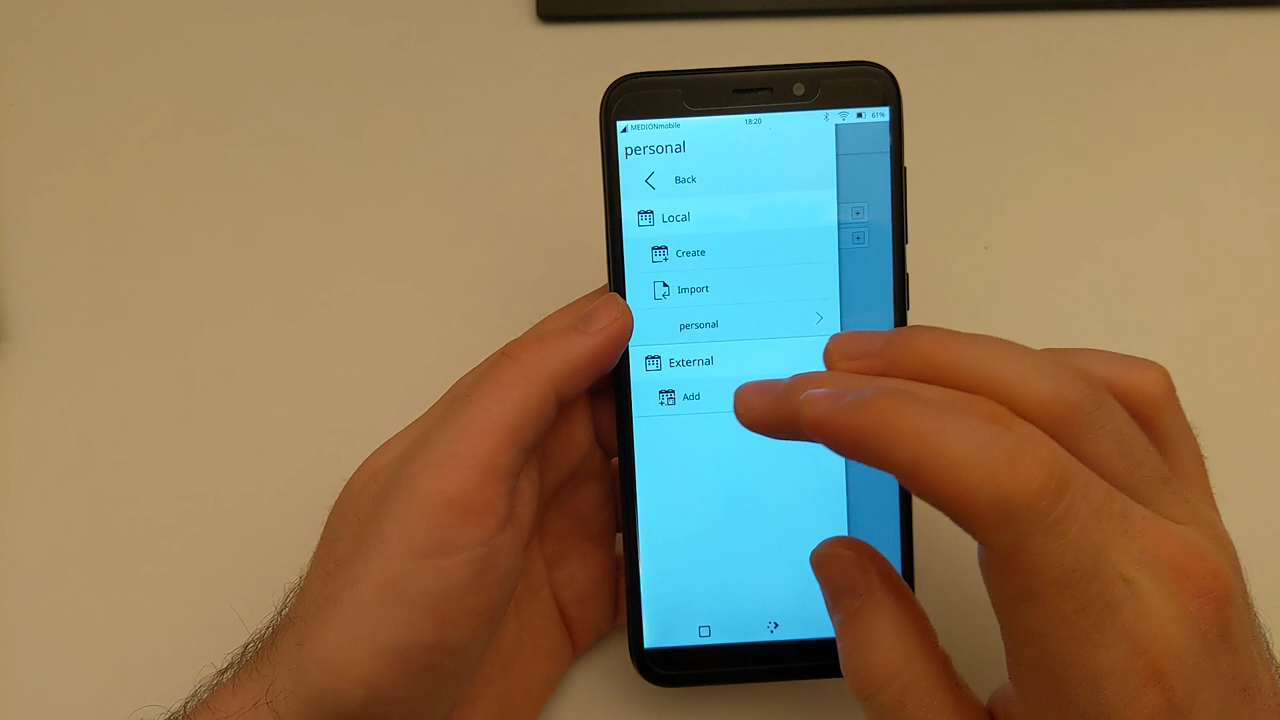 MEDIONmobile 18:20 61%
personal
Back
Local
Create
Import
personal
External
Add